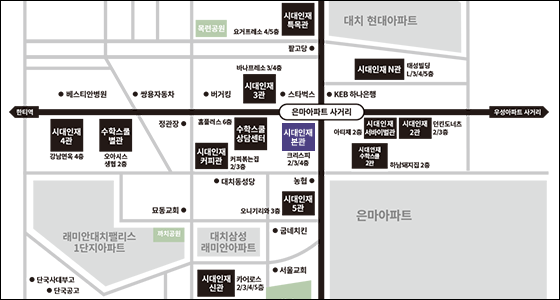 목련공원
요거프레소 4/5층
시대인재
특목관
대치 현대아파트
팔고당
바나프레소 3/4층
시대인재 N관
태성빌딩
L/3/4/5층
베스티안병원
쌍용자동차
버거킹
시대인재
3관
스타벅스
KEB 하나은행
한티역
은마아파트 사거리
우성아파트 사거리
시대인재
4관
강남면옥 4층
수학스쿨
별관
오아시스
생협 2층
정관장
홈플러스 6층
시대인재
커피관
수학스쿨
상담센터
커피볶는집
2/3층
시대인재
본관
크리스피
2/3/4층
아티제 2층
시대인재
서바이벌관
시대인재
2관
던킨도너츠
2/3층
시대인재
수학스쿨
2관
하남돼지집 2층
대치동성당
농협
묘동교회
오니기리와 3층
시대인재
5관
은마아파트
래미안대치팰리스
1단지아파트
까치공원
대치삼성
래미안아파트
굽네치킨
단국사대부고
단국공고
시대인재
신관
카어로스
2/3/4/5층
서울교회